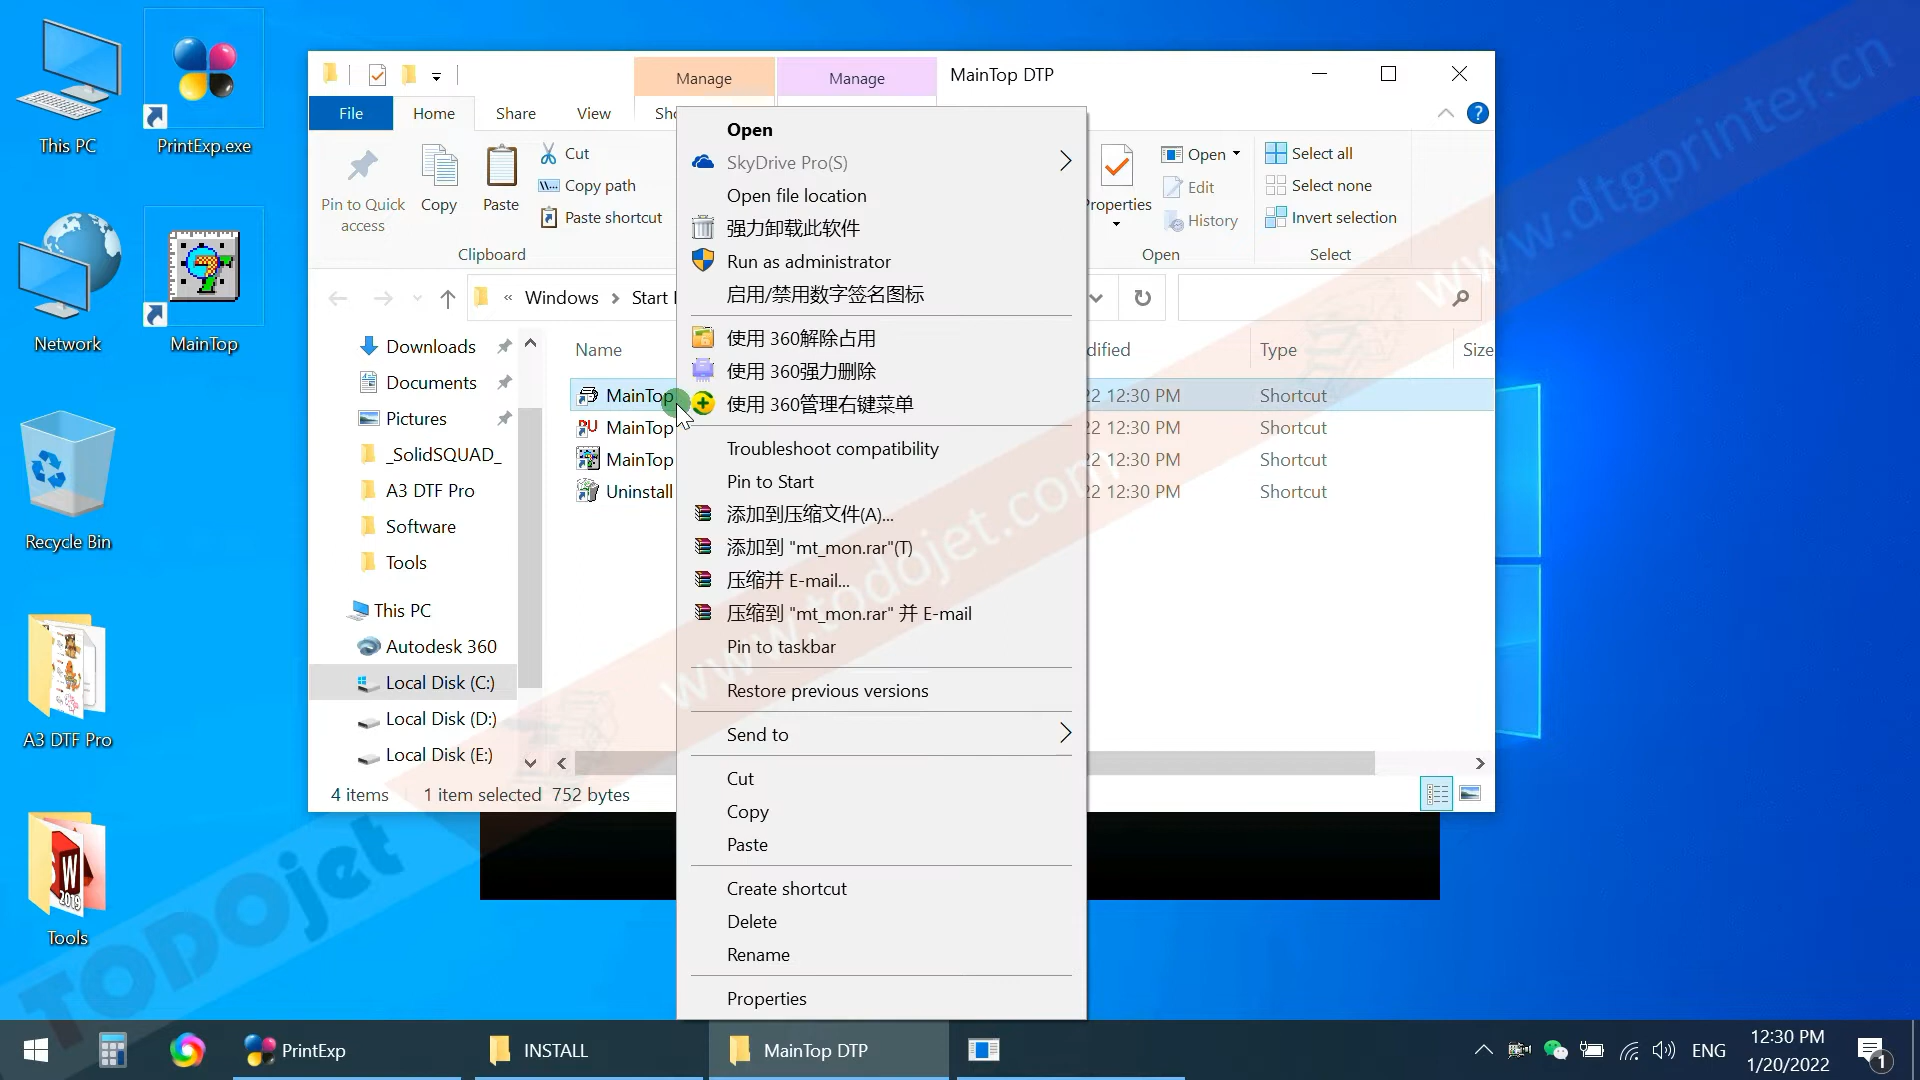 This PC
PrintExp.exe
Network
MainTop
Recycle Bin
A3 DTF Pro
Tools
Manage
Manage
MainTop DTP
File
Home
Share
View
Sho
Pin to Quick access
Copy
Paste
Cut
Copy path
Paste shortcut
Clipboard
Properties
Open
Edit
History
Open
Select all
Select none
Invert selection
Select
« Windows > Start
Downloads
Documents
Pictures
_SolidSQUAD_
A3 DTF Pro
Software
Tools
This PC
Autodesk 360
Local Disk (C:)
Local Disk (D:)
Local Disk (E:)
Name
dified
Type
Size
MainTop
22 12:30 PM
Shortcut
MainTop
22 12:30 PM
Shortcut
MainTop
22 12:30 PM
Shortcut
Uninstall
22 12:30 PM
Shortcut
4 items
1 item selected 752 bytes
Open
SkyDrive Pro(S)
Open file location
强力卸载此软件
Run as administrator
启用/禁用数字签名图标
使用 360解除占用
使用 360强力删除
使用 360管理右键菜单
Troubleshoot compatibility
Pin to Start
添加到压缩文件(A)...
添加到 "mt_mon.rar"(T)
压缩并 E-mail...
压缩到 "mt_mon.rar" 并 E-mail
Pin to taskbar
Restore previous versions
Send to
Cut
Copy
Paste
Create shortcut
Delete
Rename
Properties
PrintExp
INSTALL
MainTop DTP
ENG
12:30 PM
1/20/2022
1
S W
2019
TODOjet
www.todojet.com
www.dtgprinter.cn